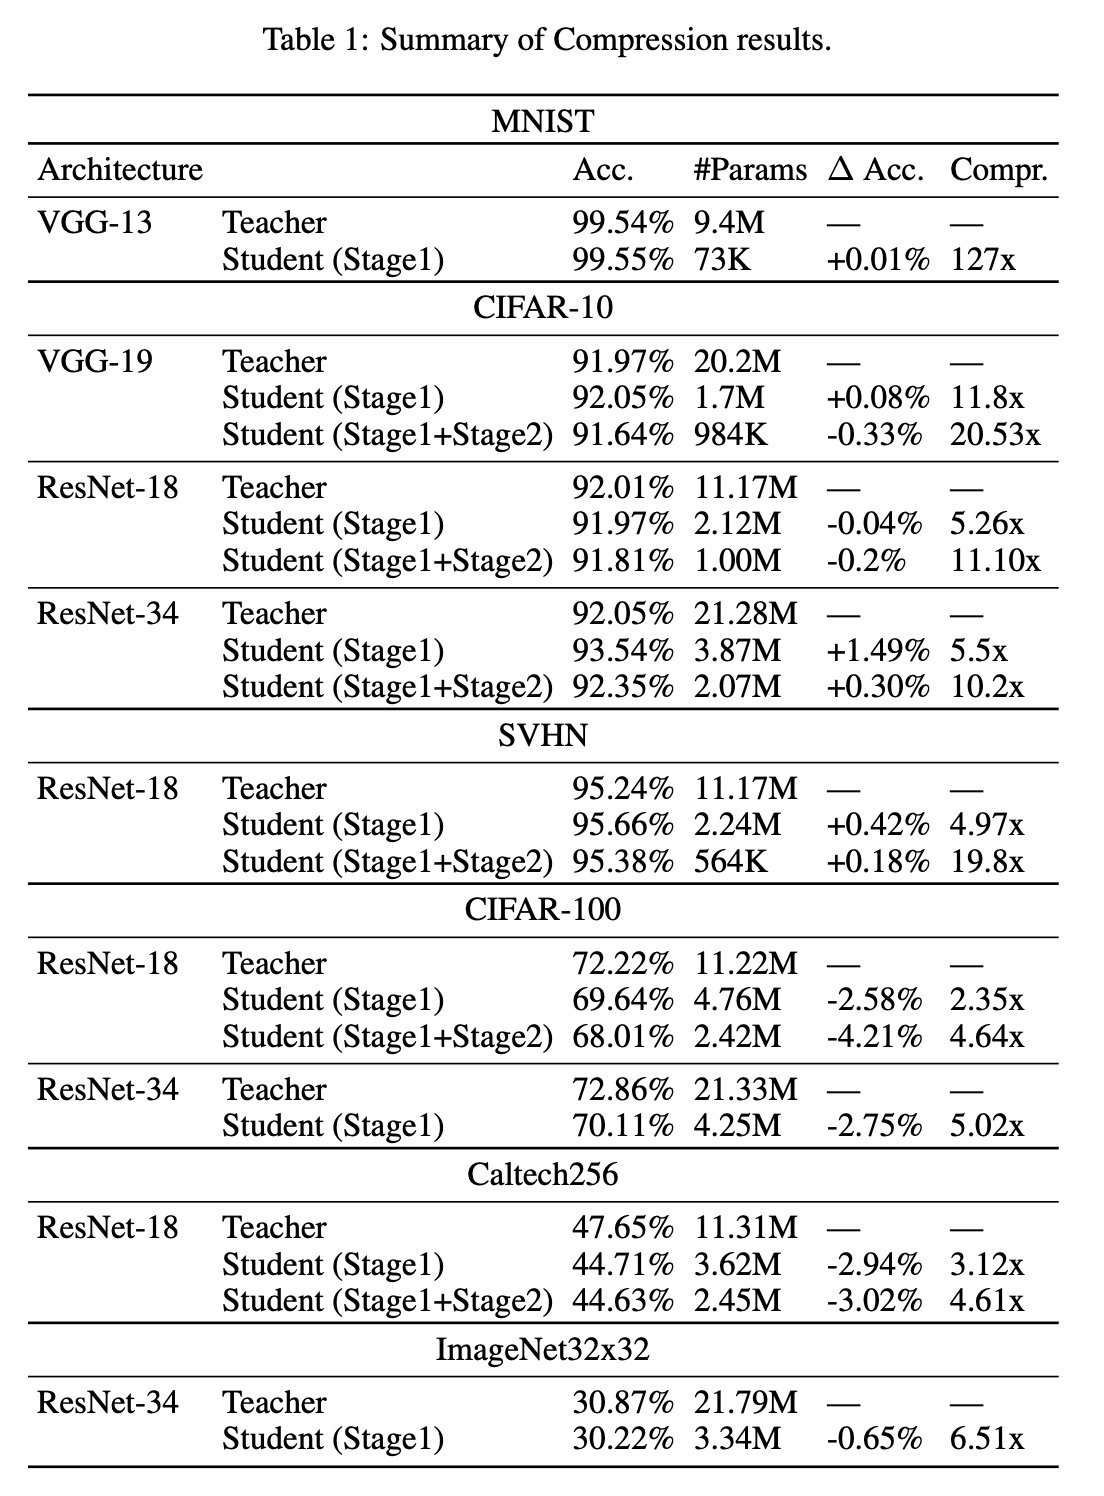 Table 1: Summary of Compression results.
MNIST
Architecture Acc. #Params Δ Acc. Compr.
VGG-13 Teacher 99.54% 9.4M — —
Student (Stage1) 99.55% 73K +0.01% 127x
CIFAR-10
VGG-19 Teacher 91.97% 20.2M — —
Student (Stage1) 92.05% 1.7M +0.08% 11.8x
Student (Stage1+Stage2) 91.64% 984K -0.33% 20.53x
ResNet-18 Teacher 92.01% 11.17M — —
Student (Stage1) 91.97% 2.12M -0.04% 5.26x
Student (Stage1+Stage2) 91.81% 1.00M -0.2% 11.10x
ResNet-34 Teacher 92.05% 21.28M — —
Student (Stage1) 93.54% 3.87M +1.49% 5.5x
Student (Stage1+Stage2) 92.35% 2.07M +0.30% 10.2x
SVHN
ResNet-18 Teacher 95.24% 11.17M — —
Student (Stage1) 95.66% 2.24M +0.42% 4.97x
Student (Stage1+Stage2) 95.38% 564K +0.18% 19.8x
CIFAR-100
ResNet-18 Teacher 72.22% 11.22M — —
Student (Stage1) 69.64% 4.76M -2.58% 2.35x
Student (Stage1+Stage2) 68.01% 2.42M -4.21% 4.64x
ResNet-34 Teacher 72.86% 21.33M — —
Student (Stage1) 70.11% 4.25M -2.75% 5.02x
Caltech256
ResNet-18 Teacher 47.65% 11.31M — —
Student (Stage1) 44.71% 3.62M -2.94% 3.12x
Student (Stage1+Stage2) 44.63% 2.45M -3.02% 4.61x
ImageNet32x32
ResNet-34 Teacher 30.87% 21.79M — —
Student (Stage1) 30.22% 3.34M -0.65% 6.51x